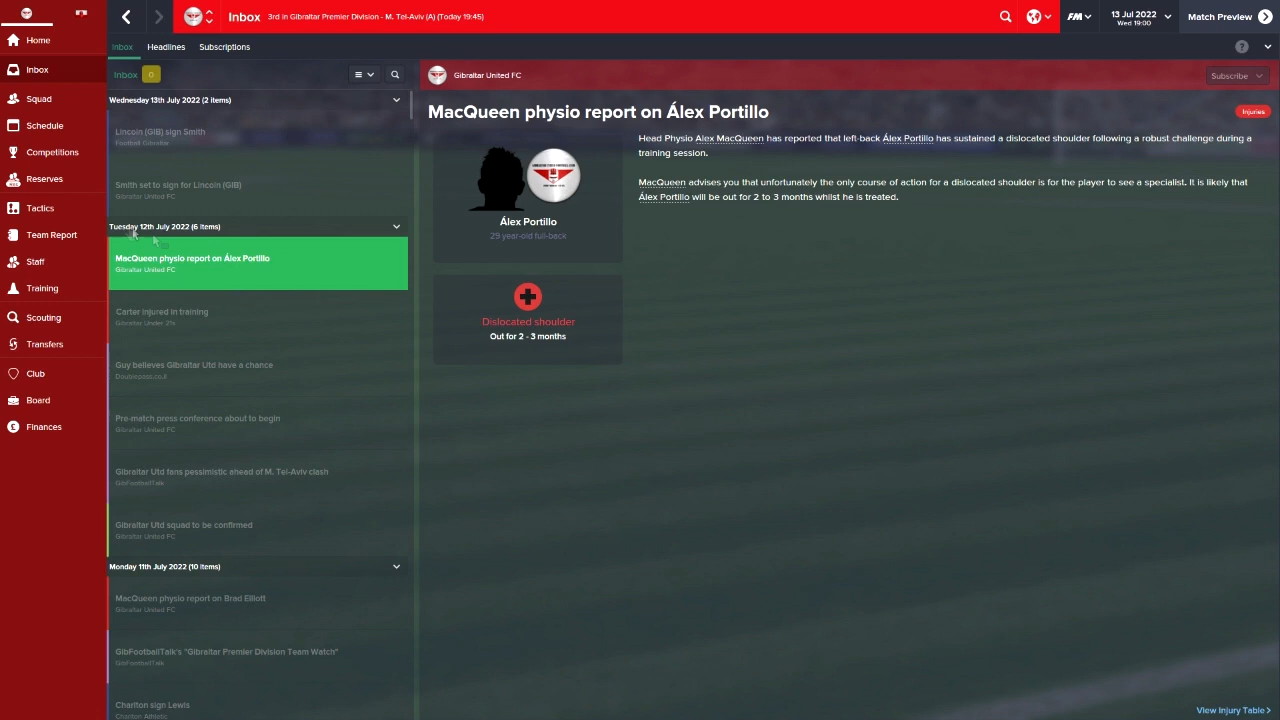 Inbox
3rd in Gibraltar Premier Division - M. Tel-Aviv (A) (Today 19:45)
FM
13 Jul 2022
Wed 19:00
Match Preview
Home
Inbox
Squad
Schedule
Competitions
Reserves
Tactics
Team Report
Staff
Training
Scouting
Transfers
Club
Board
Finances
Inbox
Headlines
Subscriptions
?
Inbox
0
Wednesday 13th July 2022 (2 items)
Lincoln (GIB) sign Smith
Football Gibraltar
Smith set to sign for Lincoln (GIB)
Gibraltar United FC
Tuesday 12th July 2022 (6 items)
MacQueen physio report on Álex Portillo
Gibraltar United FC
Carter injured in training
Gibraltar Under 21s
Guy believes Gibraltar Utd have a chance
Doublepass.co.il
Pre-match press conference about to begin
Gibraltar United FC
Gibraltar Utd fans pessimistic ahead of M. Tel-Aviv clash
GibFootballTalk
Gibraltar Utd squad to be confirmed
Gibraltar United FC
Monday 11th July 2022 (10 items)
MacQueen physio report on Brad Elliott
Gibraltar United FC
GibFootballTalk's "Gibraltar Premier Division Team Watch"
GibFootballTalk
Charlton sign Lewis
Charlton Athletic
Gibraltar United FC
Subscribe
MacQueen physio report on Álex Portillo
Injuries
Álex Portillo
29 year-old full-back
Dislocated shoulder
Out for 2 - 3 months
Head Physio Alex MacQueen has reported that left-back Álex Portillo has sustained a dislocated shoulder following a robust challenge during a
training session.
MacQueen advises you that unfortunately the only course of action for a dislocated shoulder is for the player to see a specialist. It is likely that
Álex Portillo will be out for 2 to 3 months whilst he is treated.
View Injury Table >